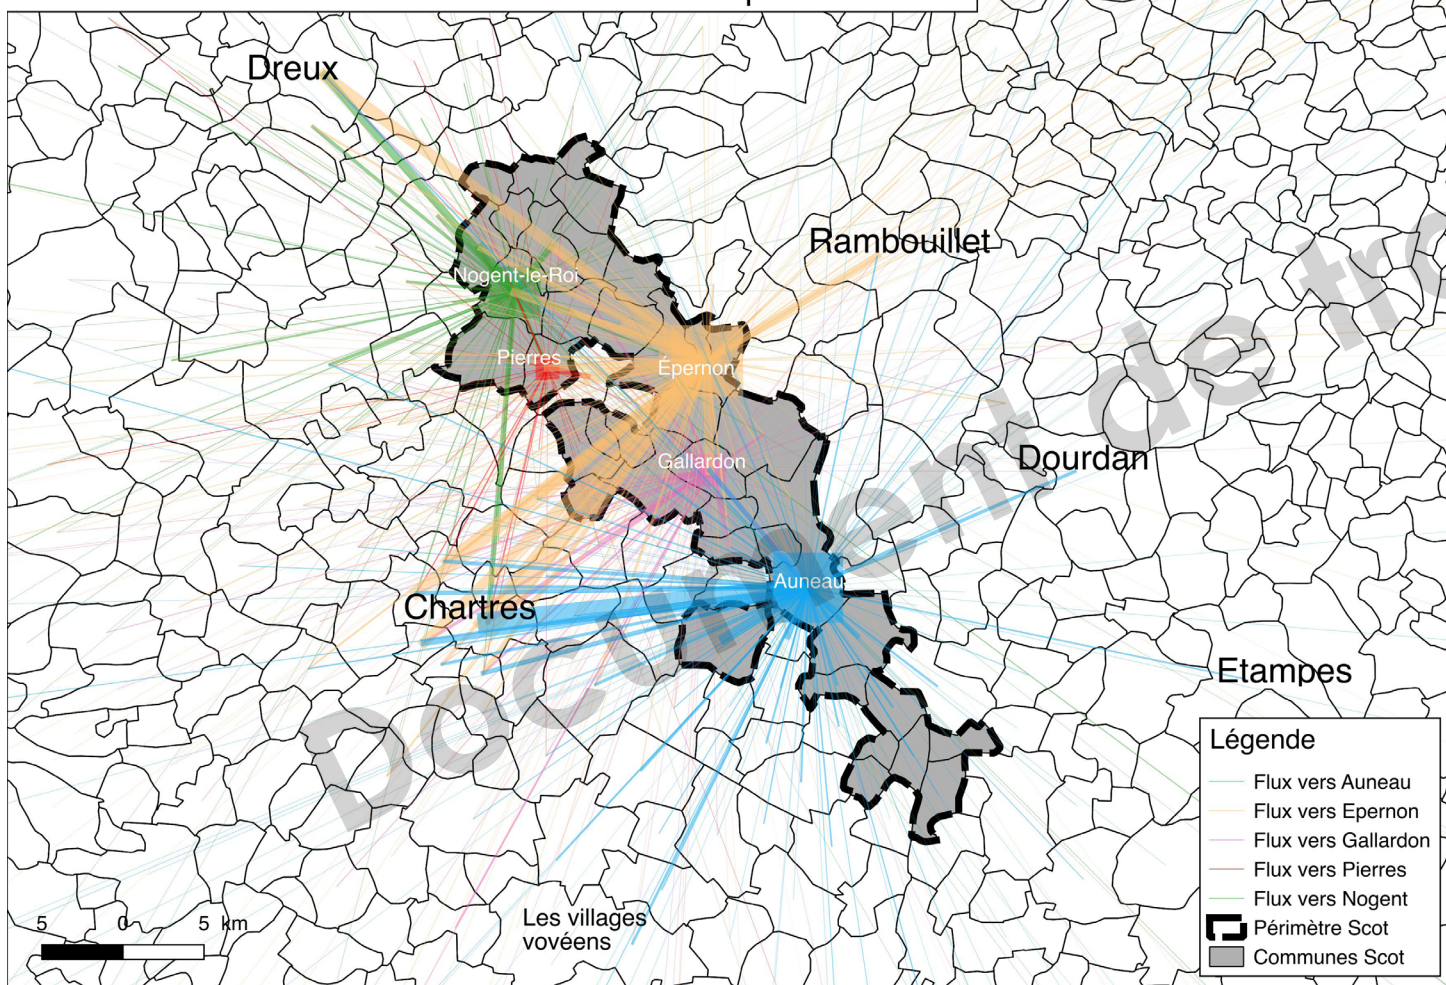 Dreux
Rambouillet
Nogent-le-Roi
Pierres
Épernon
Gallardon
Dourdan
Auneau
Chartres
Etampes
Les villages
vovéens
5 0 5 km
Légende
Flux vers Auneau
Flux vers Epernon
Flux vers Gallardon
Flux vers Pierres
Flux vers Nogent
Périmètre Scot
Communes Scot
Document de